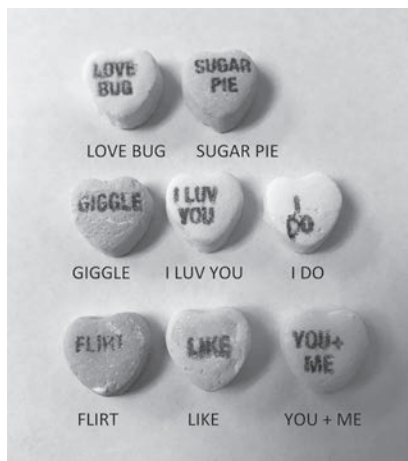 LOVE
BUG
SUGAR
PIE
LOVE BUG
SUGAR PIE
GIGGLE
I LUV
YOU
I
DO
GIGGLE
I LUV YOU
I DO
FLIRT
LIKE
YOU+
ME
FLIRT
LIKE
YOU + ME